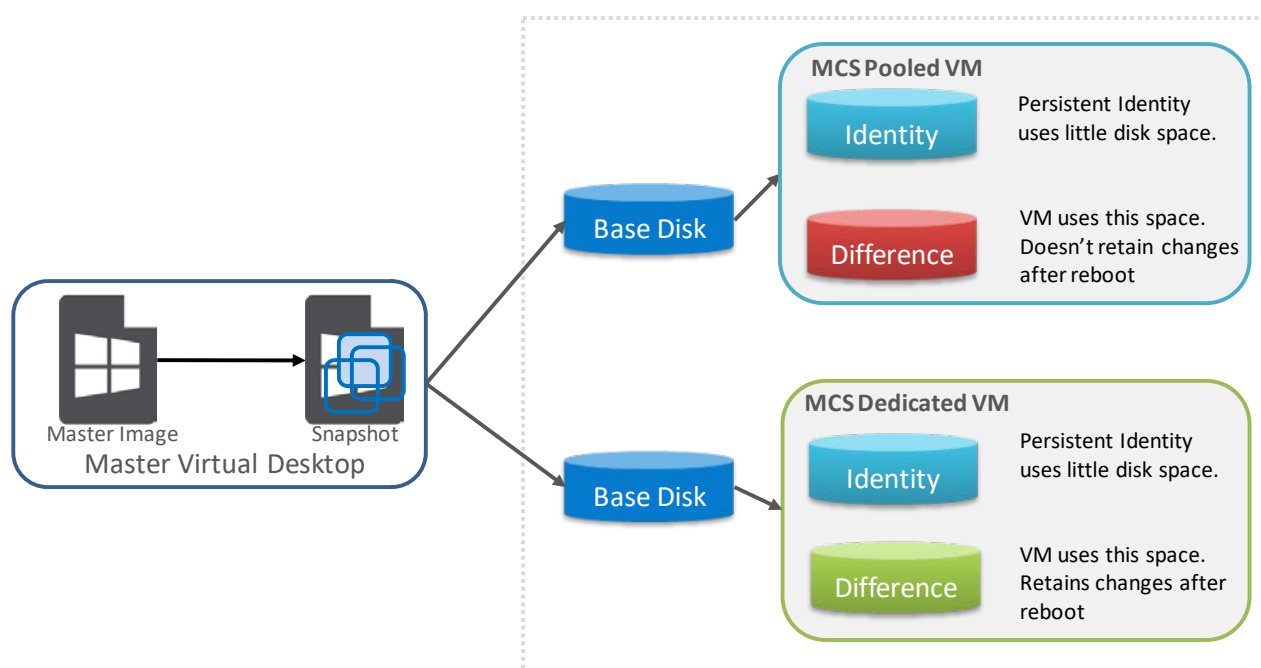 Master Image
Snapshot
Master Virtual Desktop
Base Disk
MCS Pooled VM
Identity
Persistent Identity
uses little disk space.
Difference
VM uses this space.
Doesn’t retain changes
after reboot
Base Disk
MCS Dedicated VM
Identity
Persistent Identity
uses little disk space.
Difference
VM uses this space.
Retains changes after
reboot